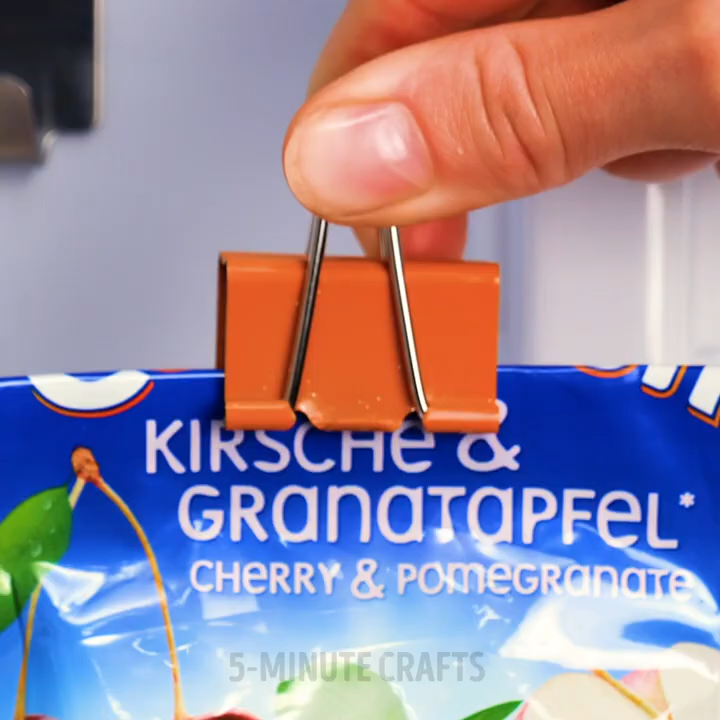 KIRSCHE &
GRANATAPFEL*
CHERRY & POMEGRANATE
5-MINUTE CRAFTS